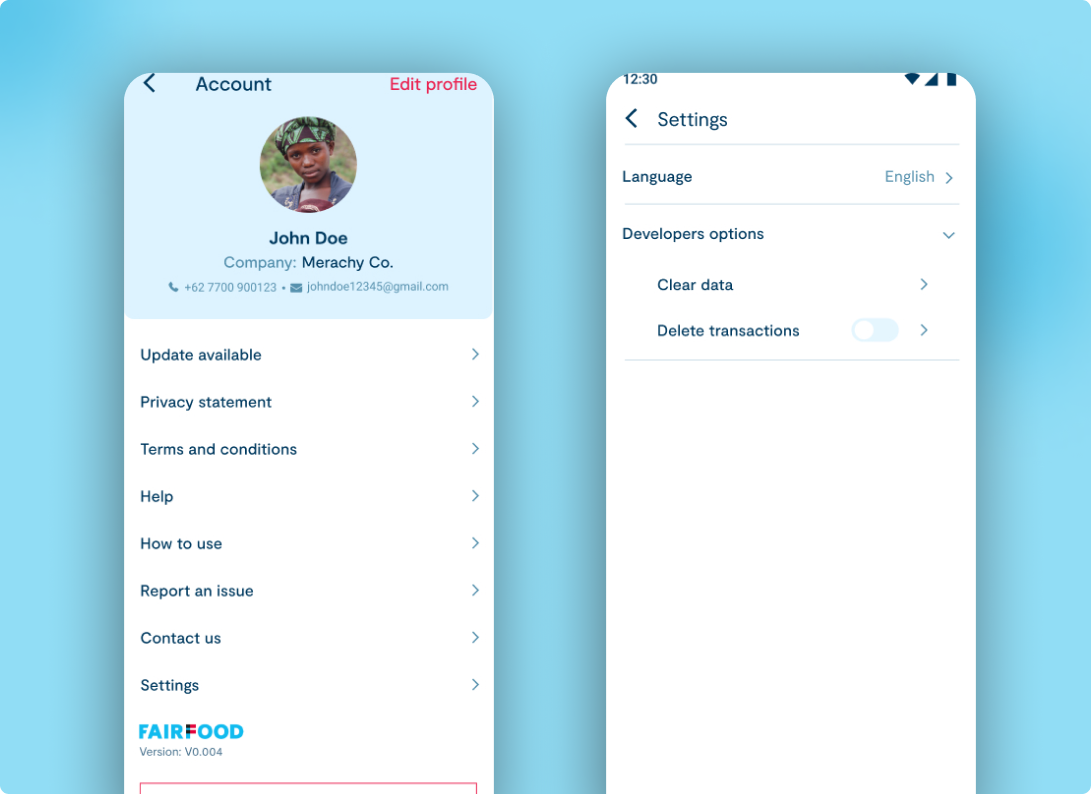 Account
Edit profile
John Doe
Company: Merachy Co.
+62 7700 900123 • johndoe12345@gmail.com
Update available
Privacy statement
Terms and conditions
Help
How to use
Report an issue
Contact us
Settings
FAIRFOOD
Version: V0.004
12:30
Settings
Language English
Developers options
Clear data
Delete transactions